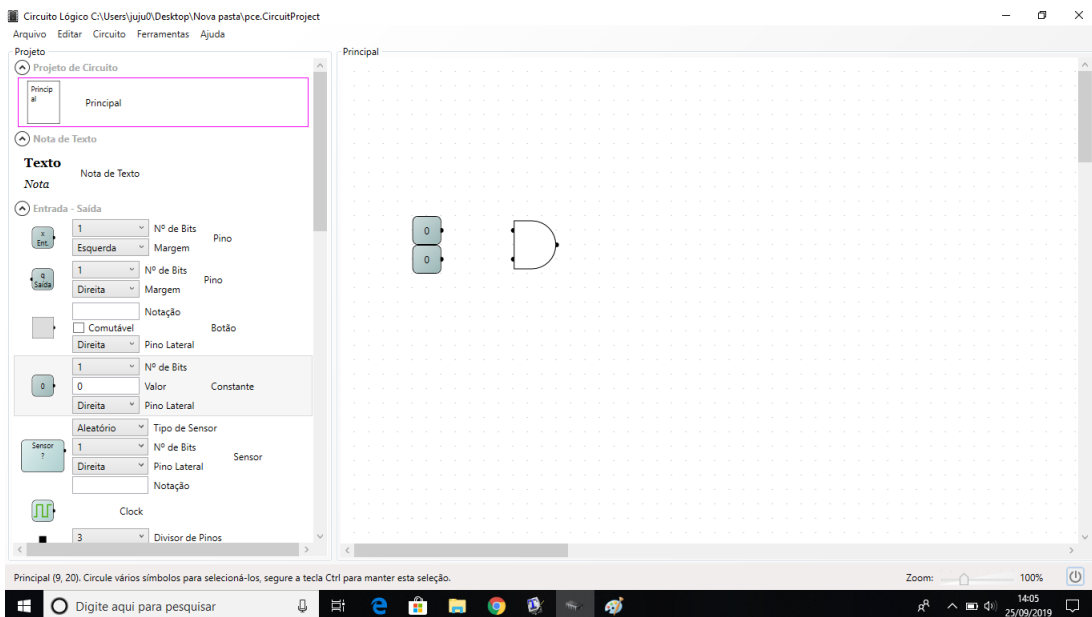 Circuito Lógico C:\Users\juju0\Desktop\Nova pasta\pce.CircuitProject
Arquivo Editar Circuito Ferramentas Ajuda
Projeto
Projeto de Circuito
Princip
al
Principal
Nota de Texto
Texto
Nota
Nota de Texto
Entrada - Saída
x
Ent.
1 Nº de Bits
Esquerda Margem
Pino
q
Saída
1 Nº de Bits
Direita Margem
Pino
Notação
Comutável
Botão
Direita Pino Lateral
0
1 Nº de Bits
0 Valor
Constante
Direita Pino Lateral
Sensor
?
Aleatório Tipo de Sensor
1 Nº de Bits
Sensor
Direita Pino Lateral
Notação
Clock
3 Divisor de Pinos
Principal
0
0
Principal (9, 20). Circule vários símbolos para selecioná-los, segure a tecla Ctrl para manter esta seleção.
Zoom: 100%
Digite aqui para pesquisar
14:05
25/09/2019